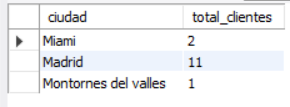 ciudad total_clientes
Miami 2
Madrid 11
Montornes del valles 1